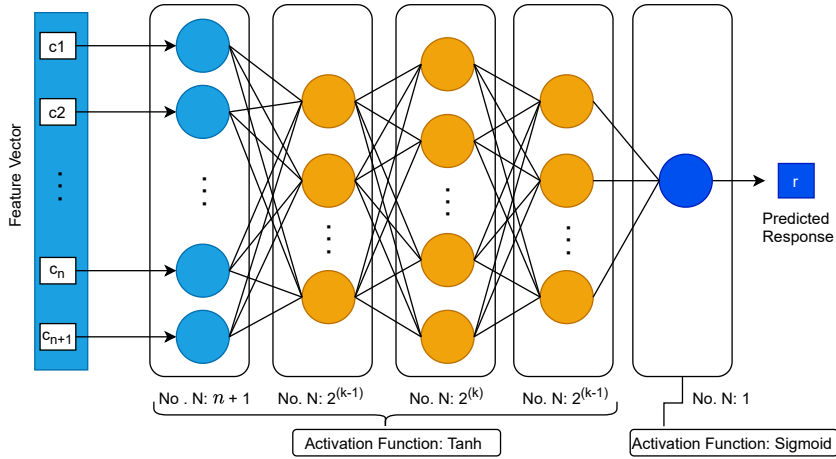 Feature Vector
c1
c2
...
cn
cn+1
No . N: n + 1
No. N: 2(k-1)
No. N: 2(k)
No. N: 2(k-1)
No. N: 1
Activation Function: Tanh
Activation Function: Sigmoid
r
Predicted
Response